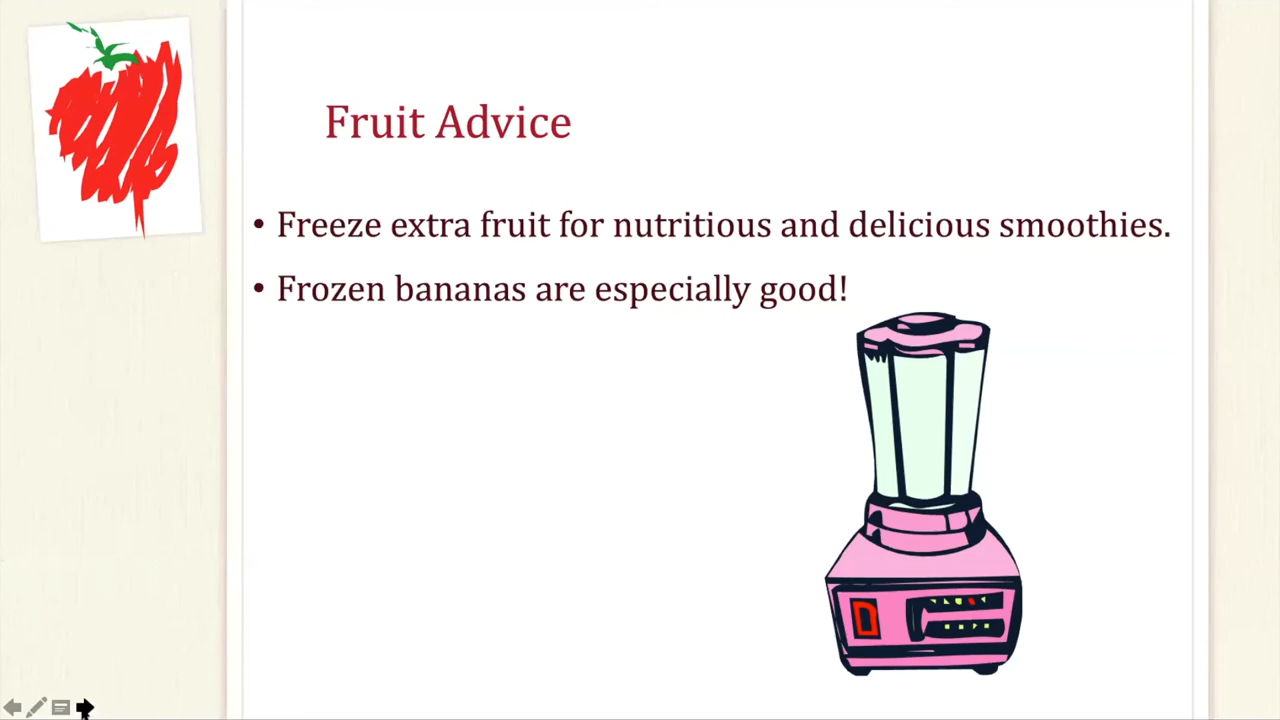 Fruit Advice
• Freeze extra fruit for nutritious and delicious smoothies.
• Frozen bananas are especially good!